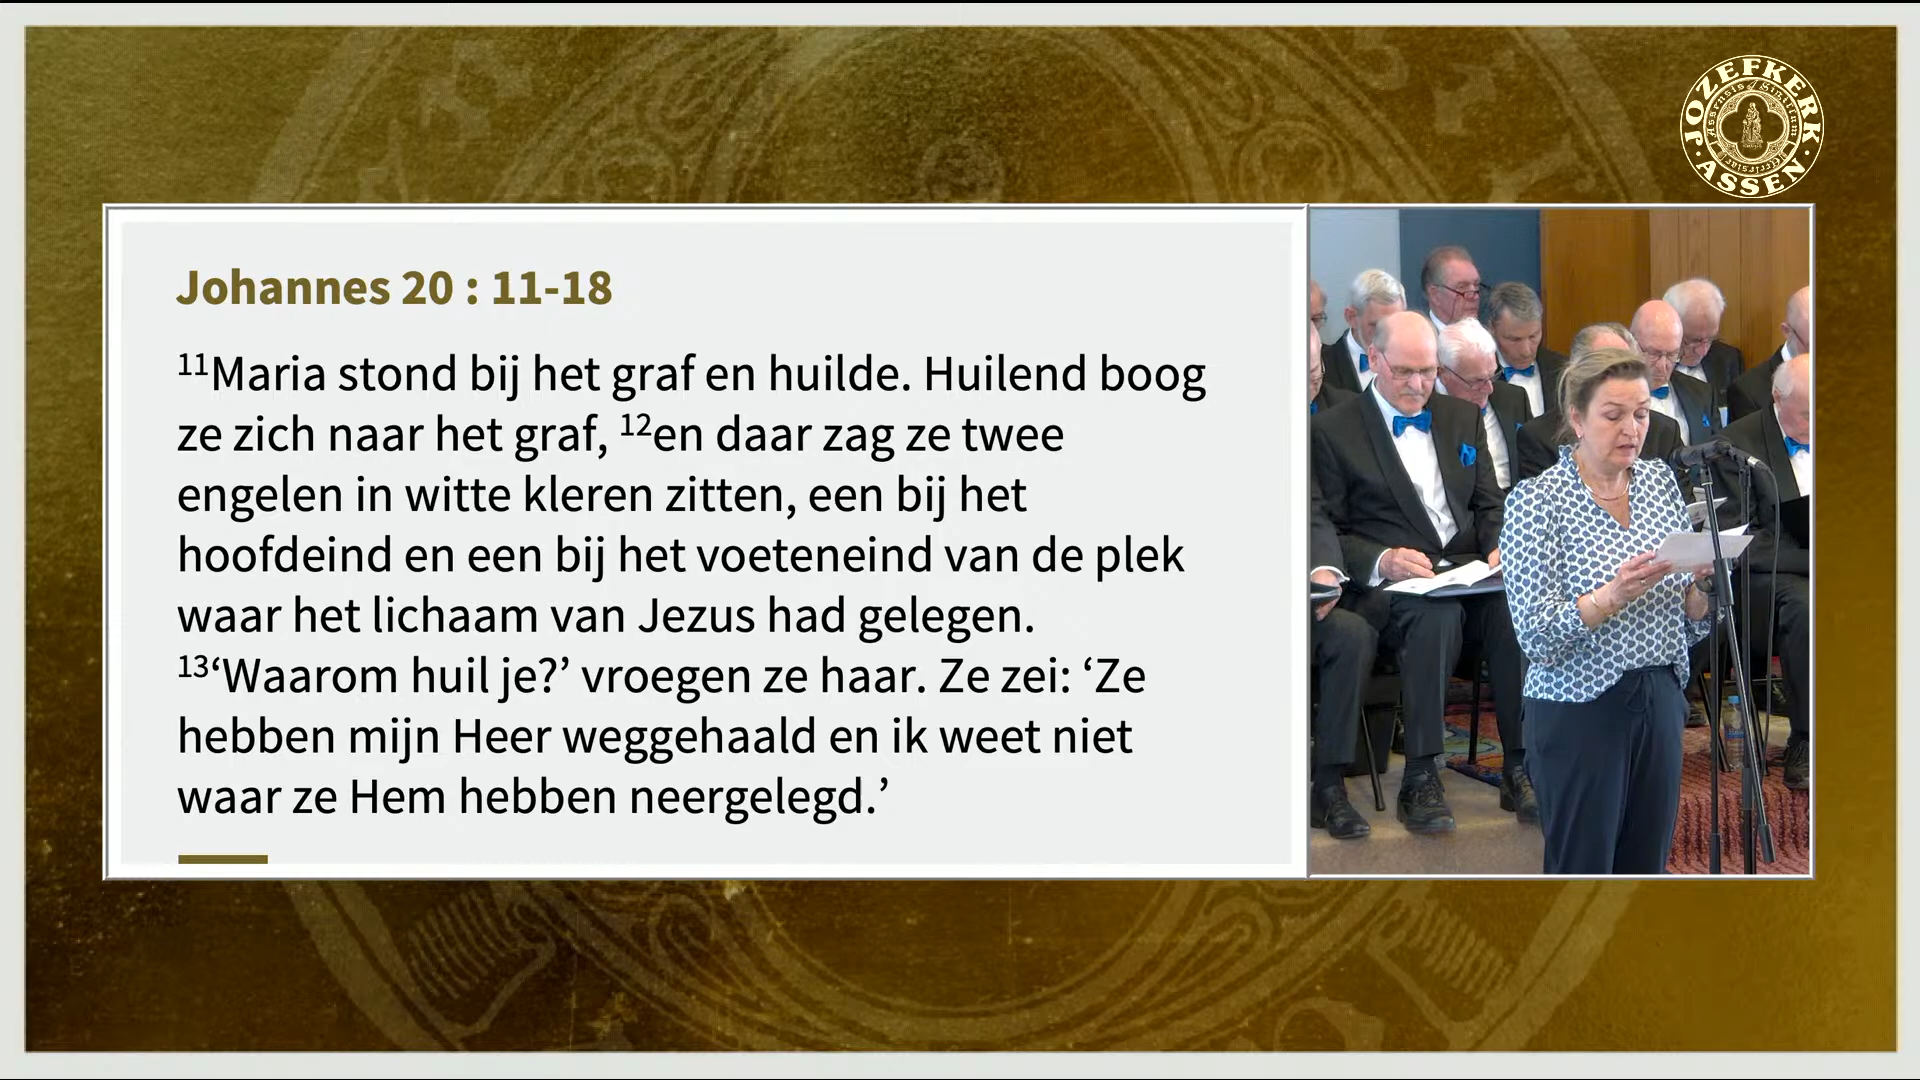 JOZEFKERK
· ASSEN ·
Johannes 20 : 11-18
¹¹Maria stond bij het graf en huilde. Huilend boog
ze zich naar het graf, ¹²en daar zag ze twee
engelen in witte kleren zitten, een bij het
hoofdeind en een bij het voeteneind van de plek
waar het lichaam van Jezus had gelegen.
¹³‘Waarom huil je?’ vroegen ze haar. Ze zei: ‘Ze
hebben mijn Heer weggehaald en ik weet niet
waar ze Hem hebben neergelegd.’